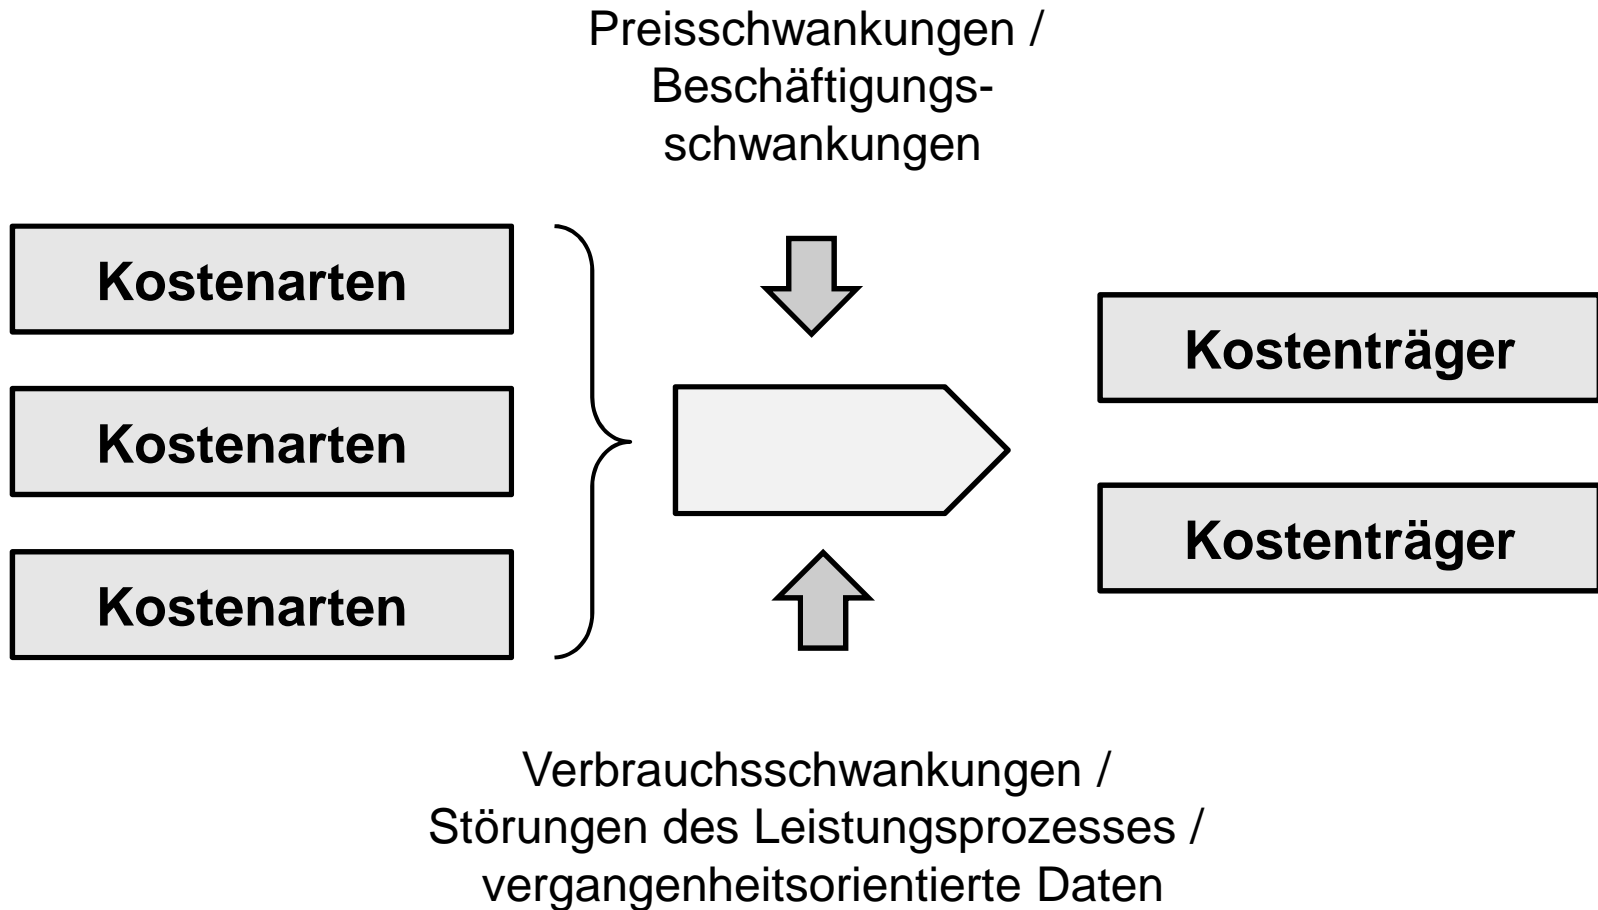 Preisschwankungen /
Beschäftigungs-
schwankungen
Kostenarten
Kostenarten
Kostenarten
Kostenträger
Kostenträger
Verbrauchsschwankungen /
Störungen des Leistungsprozesses /
vergangenheitsorientierte Daten